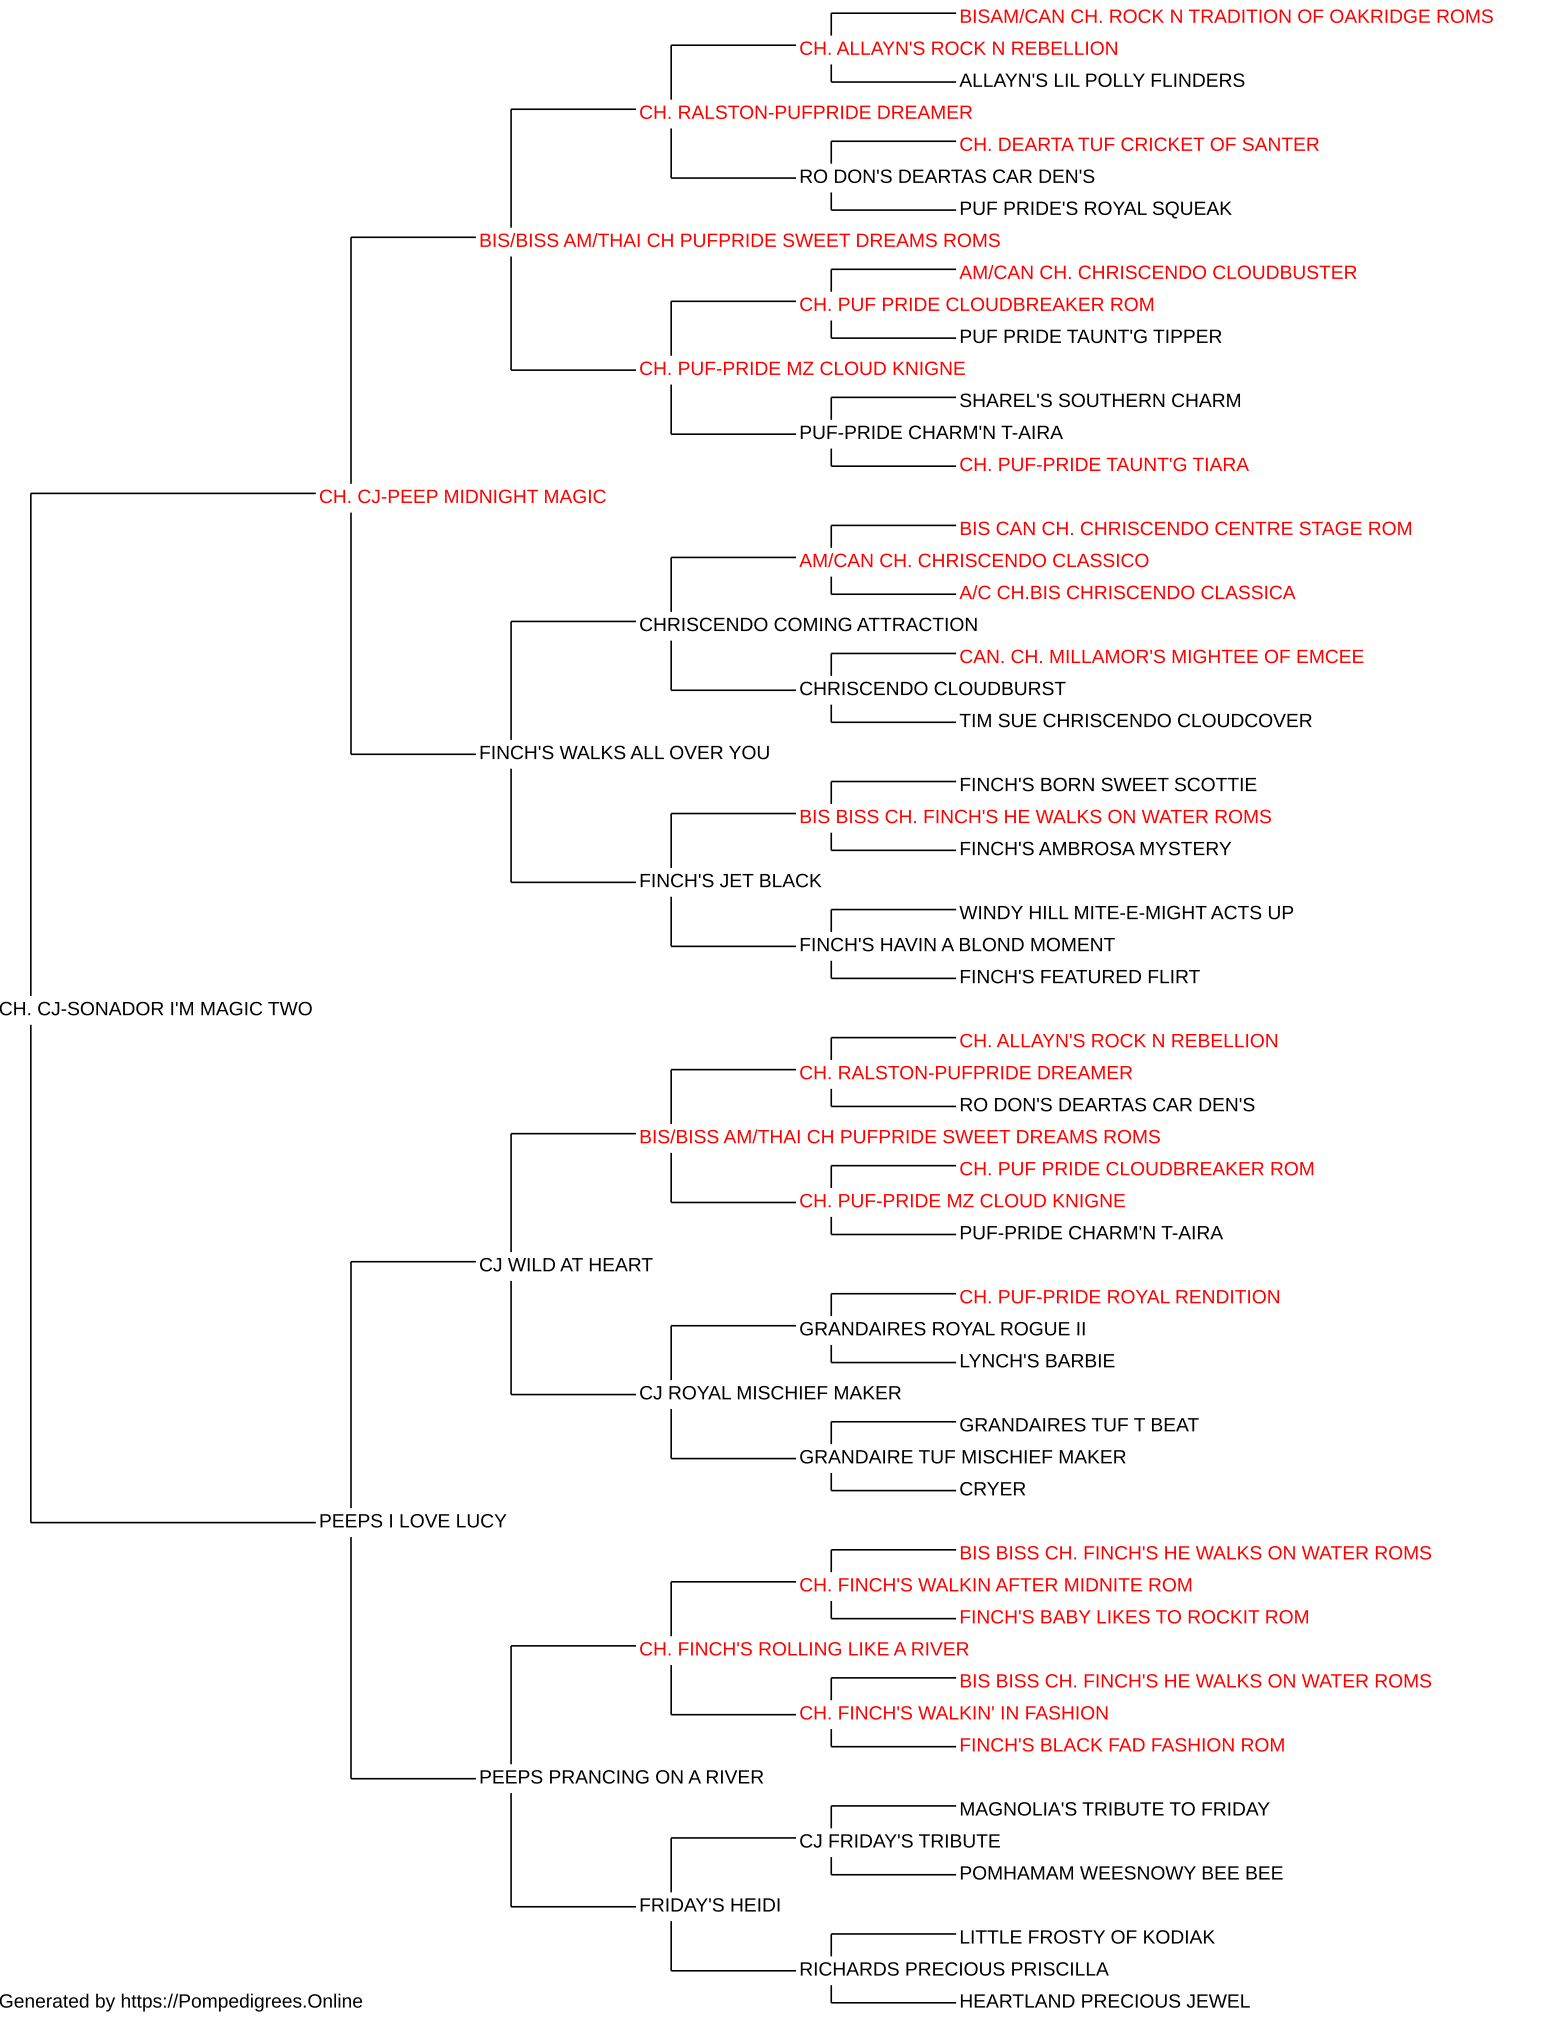 BISAM/CAN CH. ROCK N TRADITION OF OAKRIDGE ROMS
CH. ALLAYN'S ROCK N REBELLION
ALLAYN'S LIL POLLY FLINDERS
CH. RALSTON-PUFPRIDE DREAMER
CH. DEARTA TUF CRICKET OF SANTER
RO DON'S DEARTAS CAR DEN'S
PUF PRIDE'S ROYAL SQUEAK
BIS/BISS AM/THAI CH PUFPRIDE SWEET DREAMS ROMS
AM/CAN CH. CHRISCENDO CLOUDBUSTER
CH. PUF PRIDE CLOUDBREAKER ROM
PUF PRIDE TAUNT'G TIPPER
CH. PUF-PRIDE MZ CLOUD KNIGNE
SHAREL'S SOUTHERN CHARM
PUF-PRIDE CHARM'N T-AIRA
CH. PUF-PRIDE TAUNT'G TIARA
CH. CJ-PEEP MIDNIGHT MAGIC
BIS CAN CH. CHRISCENDO CENTRE STAGE ROM
AM/CAN CH. CHRISCENDO CLASSICO
A/C CH.BIS CHRISCENDO CLASSICA
CHRISCENDO COMING ATTRACTION
CAN. CH. MILLAMOR'S MIGHTEE OF EMCEE
CHRISCENDO CLOUDBURST
TIM SUE CHRISCENDO CLOUDCOVER
FINCH'S WALKS ALL OVER YOU
FINCH'S BORN SWEET SCOTTIE
BIS BISS CH. FINCH'S HE WALKS ON WATER ROMS
FINCH'S AMBROSA MYSTERY
FINCH'S JET BLACK
WINDY HILL MITE-E-MIGHT ACTS UP
FINCH'S HAVIN A BLOND MOMENT
FINCH'S FEATURED FLIRT
CH. CJ-SONADOR I'M MAGIC TWO
CH. ALLAYN'S ROCK N REBELLION
CH. RALSTON-PUFPRIDE DREAMER
RO DON'S DEARTAS CAR DEN'S
BIS/BISS AM/THAI CH PUFPRIDE SWEET DREAMS ROMS
CH. PUF PRIDE CLOUDBREAKER ROM
CH. PUF-PRIDE MZ CLOUD KNIGNE
PUF-PRIDE CHARM'N T-AIRA
CJ WILD AT HEART
CH. PUF-PRIDE ROYAL RENDITION
GRANDAIRES ROYAL ROGUE II
LYNCH'S BARBIE
CJ ROYAL MISCHIEF MAKER
GRANDAIRES TUF T BEAT
GRANDAIRE TUF MISCHIEF MAKER
CRYER
PEEPS I LOVE LUCY
BIS BISS CH. FINCH'S HE WALKS ON WATER ROMS
CH. FINCH'S WALKIN AFTER MIDNITE ROM
FINCH'S BABY LIKES TO ROCKIT ROM
CH. FINCH'S ROLLING LIKE A RIVER
BIS BISS CH. FINCH'S HE WALKS ON WATER ROMS
CH. FINCH'S WALKIN' IN FASHION
FINCH'S BLACK FAD FASHION ROM
PEEPS PRANCING ON A RIVER
MAGNOLIA'S TRIBUTE TO FRIDAY
CJ FRIDAY'S TRIBUTE
POMHAMAM WEESNOWY BEE BEE
FRIDAY'S HEIDI
LITTLE FROSTY OF KODIAK
RICHARDS PRECIOUS PRISCILLA
HEARTLAND PRECIOUS JEWEL
Generated by https://Pompedigrees.Online